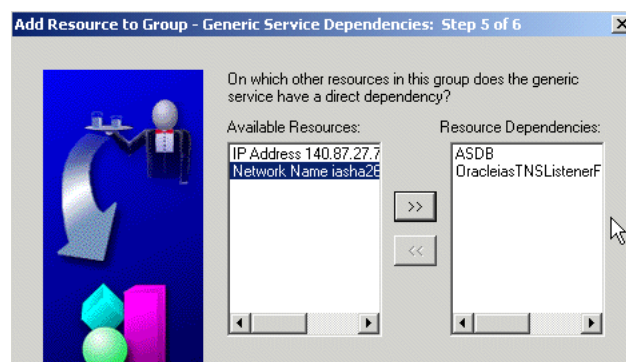 Add Resource to Group - Generic Service Dependencies: Step 5 of 6
On which other resources in this group does the generic
service have a direct dependency?
Available Resources:
Resource Dependencies:
IP Address 140.87.27.7
Network Name iasha28
ASDB
OracleiasTNSListenerF
>>
<<